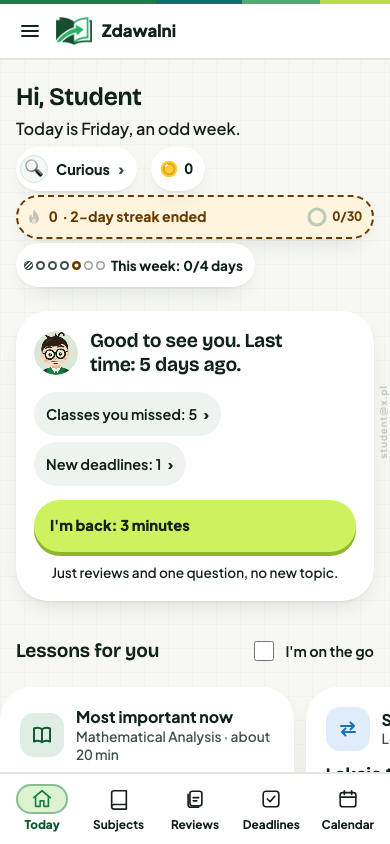 Zdawalni
Hi, Student
Today is Friday, an odd week.
Curious ›
0
0 · 2-day streak ended
0/30
This week: 0/4 days
Good to see you. Last
time: 5 days ago.
Classes you missed: 5 ›
New deadlines: 1 ›
I'm back: 3 minutes
Just reviews and one question, no new topic.
student@x.pl
Lessons for you
I'm on the go
Most important now
Mathematical Analysis · about
20 min
Today
Subjects
Reviews
Deadlines
Calendar